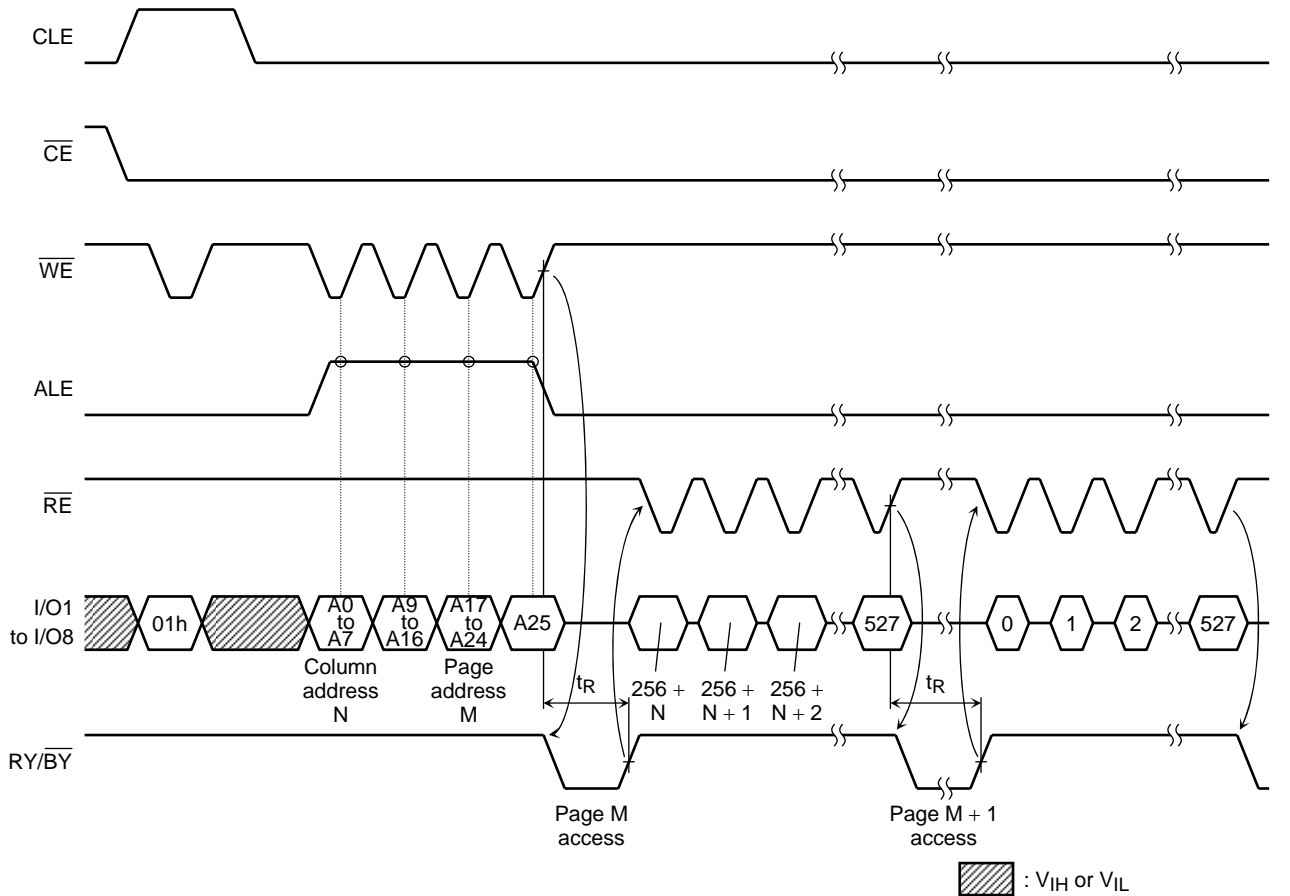 CLE
CE
WE
ALE
RE
I/O1
to I/O8
01h
A0
to
A7
A9
to
A16
A17
to
A24
A25
527
0
1
2
527
Column
address
N
Page
address
M
tR
256 +
N
256 +
N + 1
256 +
N + 2
tR
RY/BY
Page M
access
Page M + 1
access
: VIH or VIL